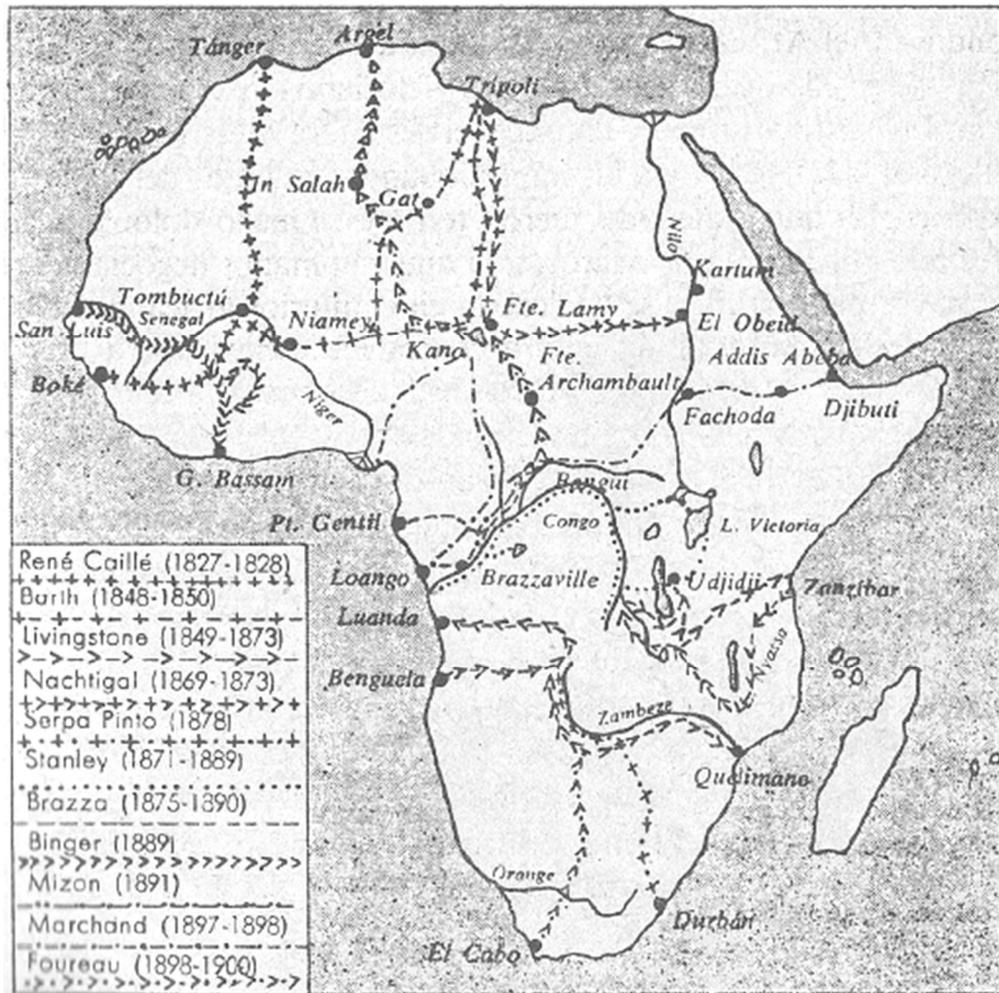 Tánger
Argel
Trípoli
In Salah
Gat
Nilo
Kartum
Tombuctú
San Luis
Senegal
Niamey
Fte. Lamy
El Obeid
Kano
Boké
Fte.
Archambault
Addis Abeba
Niger
Fachoda
Djibuti
G. Bassam
Bangui
Pt. Gentil
Congo
L. Victoria
Loango
Brazzaville
Udjidji
Zanzíbar
Luanda
Nyassa
Benguela
Zambeze
Quelimane
Orange
Durbán
El Cabo
René Caillé (1827-1828)
Barth (1848-1850)
Livingstone (1849-1873)
Nachtigal (1869-1873)
Serpa Pinto (1878)
Stanley (1871-1889)
Brazza (1875-1890)
Binger (1889)
Mizon (1891)
Marchand (1897-1898)
Foureau (1898-1900)